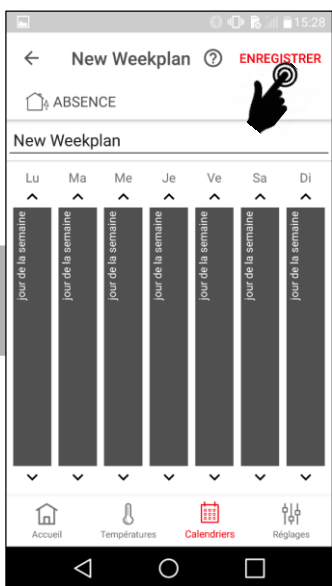 15:28
New Weekplan ? ENREGISTRER
ABSENCE
New Weekplan
Lu Ma Me Je Ve Sa Di
jour de la semaine
jour de la semaine
jour de la semaine
jour de la semaine
jour de la semaine
jour de la semaine
jour de la semaine
Accueil Températures Calendriers Réglages